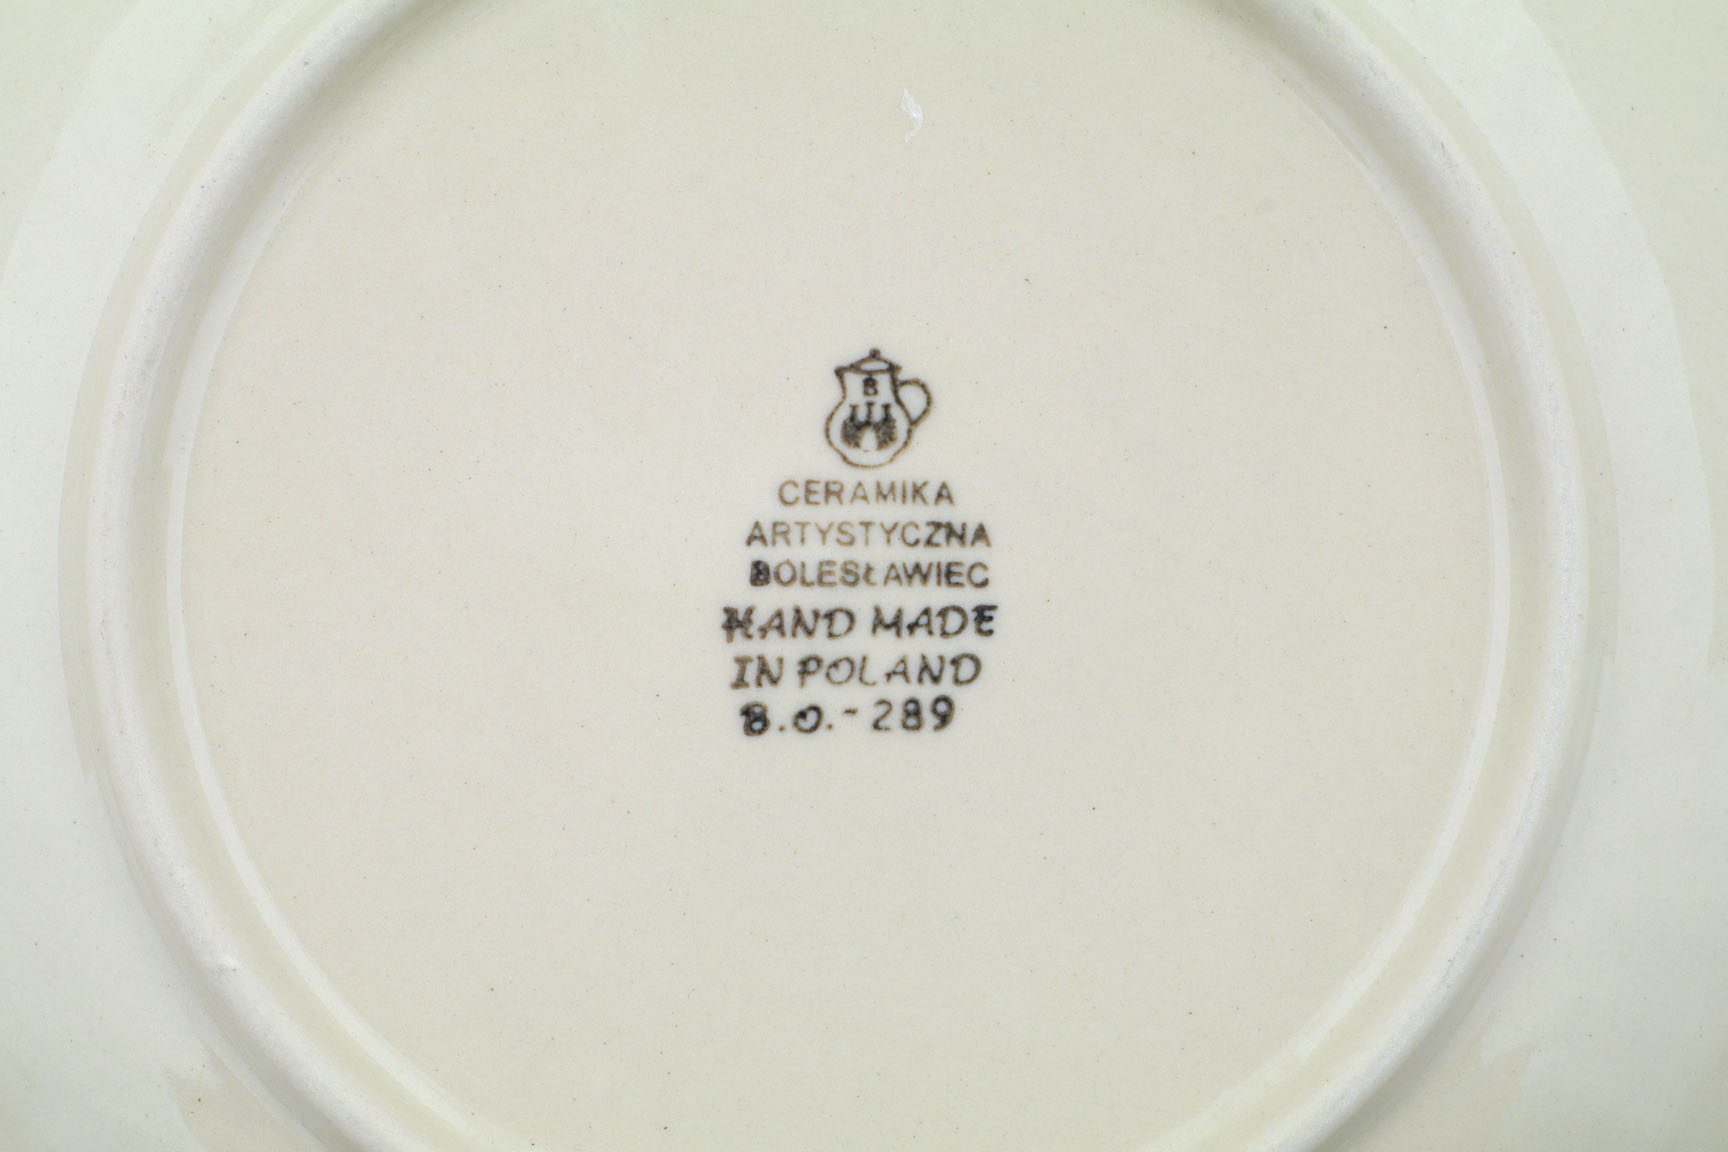 B
CERAMIKA
ARTYSTYCZNA
BOLESŁAWIEC
HAND MADE
IN POLAND
B.O.-289